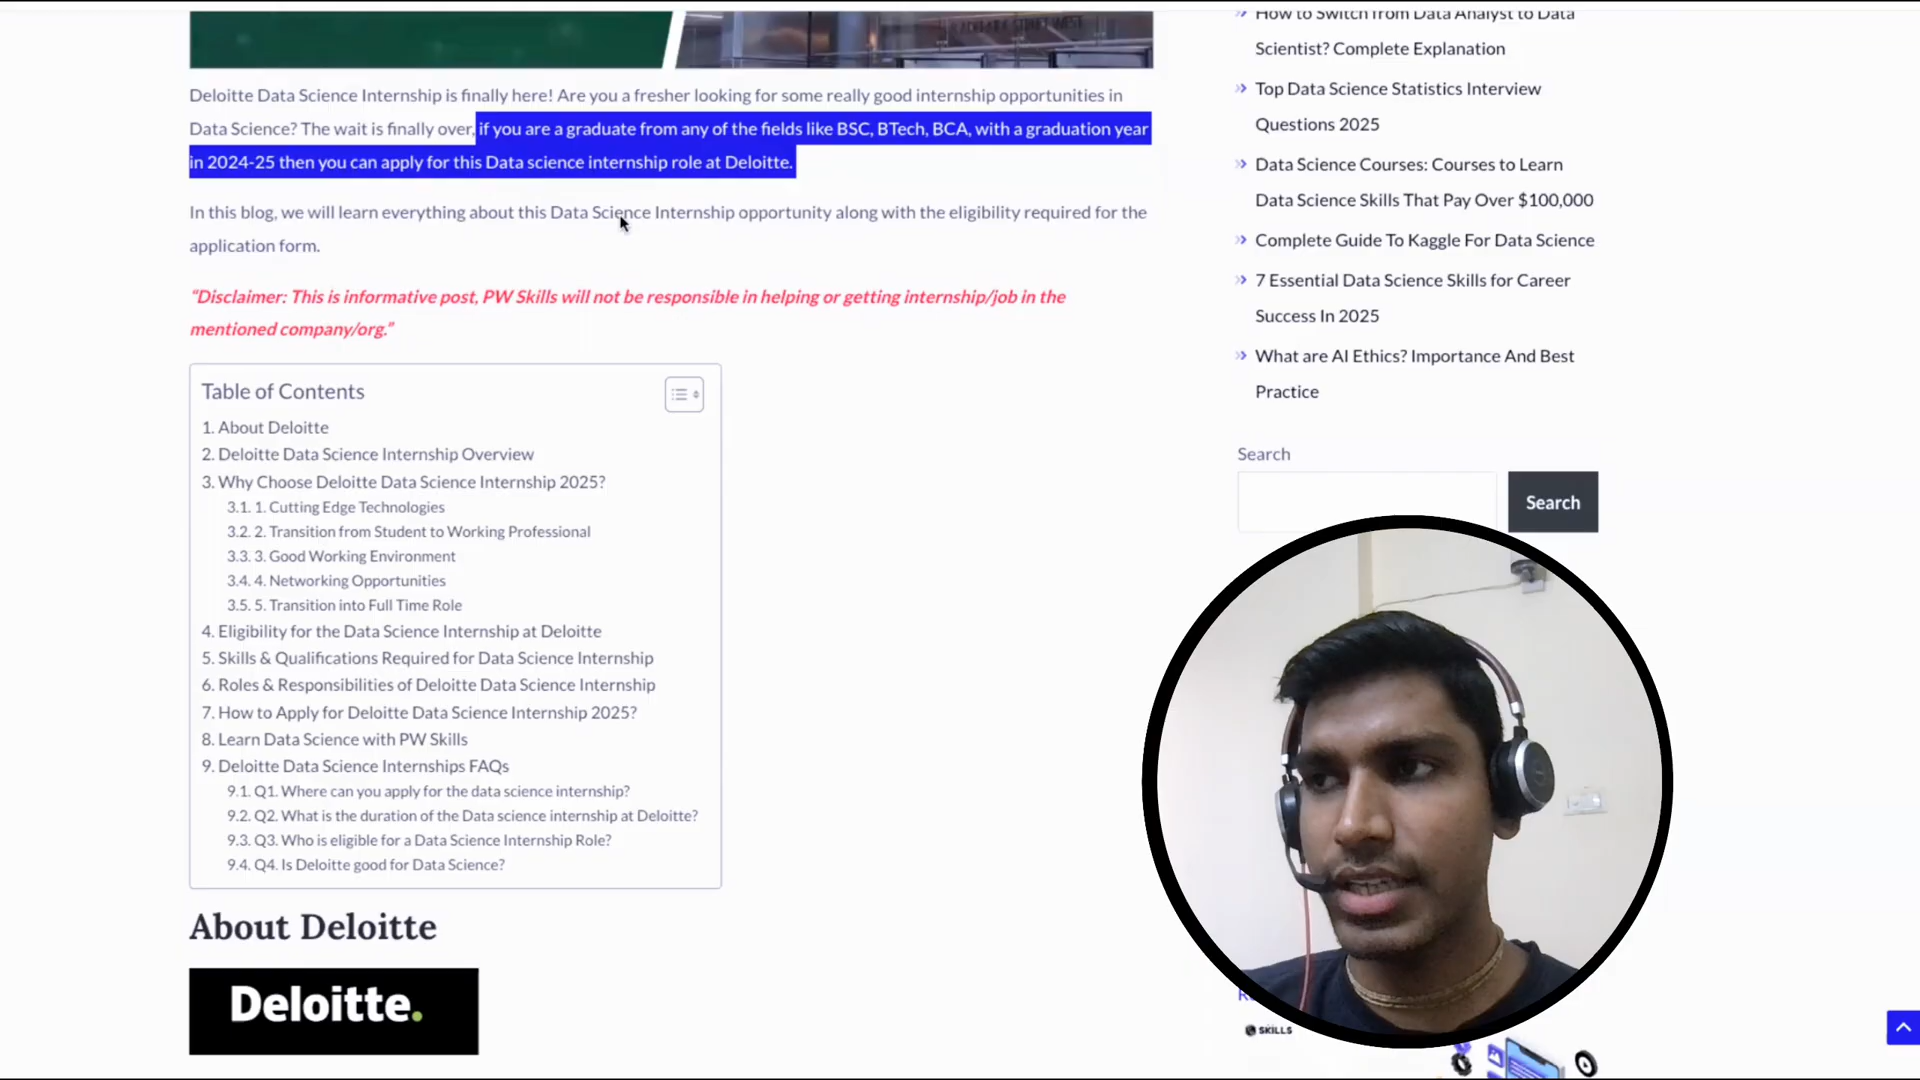 Deloitte Data Science Internship is finally here! Are you a fresher looking for some really good internship opportunities in
Data Science? The wait is finally over, if you are a graduate from any of the fields like BSC, BTech, BCA, with a graduation year
in 2024-25 then you can apply for this Data science internship role at Deloitte.
In this blog, we will learn everything about this Data Science Internship opportunity along with the eligibility required for the
application form.
“Disclaimer: This is informative post, PW Skills will not be responsible in helping or getting internship/job in the
mentioned company/org.”
Table of Contents
1. About Deloitte
2. Deloitte Data Science Internship Overview
3. Why Choose Deloitte Data Science Internship 2025?
3.1. 1. Cutting Edge Technologies
3.2. 2. Transition from Student to Working Professional
3.3. 3. Good Working Environment
3.4. 4. Networking Opportunities
3.5. 5. Transition into Full Time Role
4. Eligibility for the Data Science Internship at Deloitte
5. Skills & Qualifications Required for Data Science Internship
6. Roles & Responsibilities of Deloitte Data Science Internship
7. How to Apply for Deloitte Data Science Internship 2025?
8. Learn Data Science with PW Skills
9. Deloitte Data Science Internships FAQs
9.1. Q1. Where can you apply for the data science internship?
9.2. Q2. What is the duration of the Data science internship at Deloitte?
9.3. Q3. Who is eligible for a Data Science Internship Role?
9.4. Q4. Is Deloitte good for Data Science?
About Deloitte
Deloitte.
How to Switch from Data Analyst to Data
Scientist? Complete Explanation
Top Data Science Statistics Interview
Questions 2025
Data Science Courses: Courses to Learn
Data Science Skills That Pay Over $100,000
Complete Guide To Kaggle For Data Science
7 Essential Data Science Skills for Career
Success In 2025
What are AI Ethics? Importance And Best
Practice
Search
Search
SKILLS